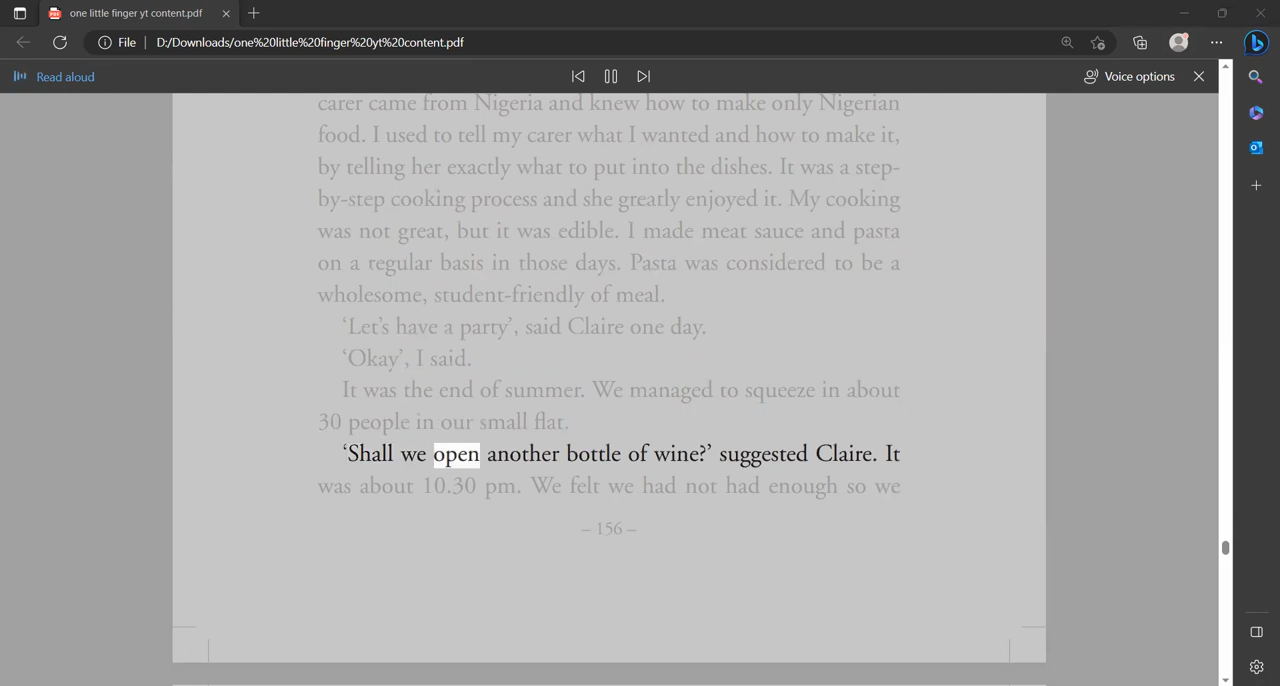 one little finger yt content.pdf
File
D:/Downloads/one%20little%20finger%20yt%20content.pdf
Read aloud
Voice options
carer came from Nigeria and knew how to make only Nigerian
food. I used to tell my carer what I wanted and how to make it,
by telling her exactly what to put into the dishes. It was a step-
by-step cooking process and she greatly enjoyed it. My cooking
was not great, but it was edible. I made meat sauce and pasta
on a regular basis in those days. Pasta was considered to be a
wholesome, student-friendly of meal.
‘Let’s have a party’, said Claire one day.
‘Okay’, I said.
It was the end of summer. We managed to squeeze in about
30 people in our small flat.
‘Shall we open another bottle of wine?’ suggested Claire. It
was about 10.30 pm. We felt we had not had enough so we
– 156 –